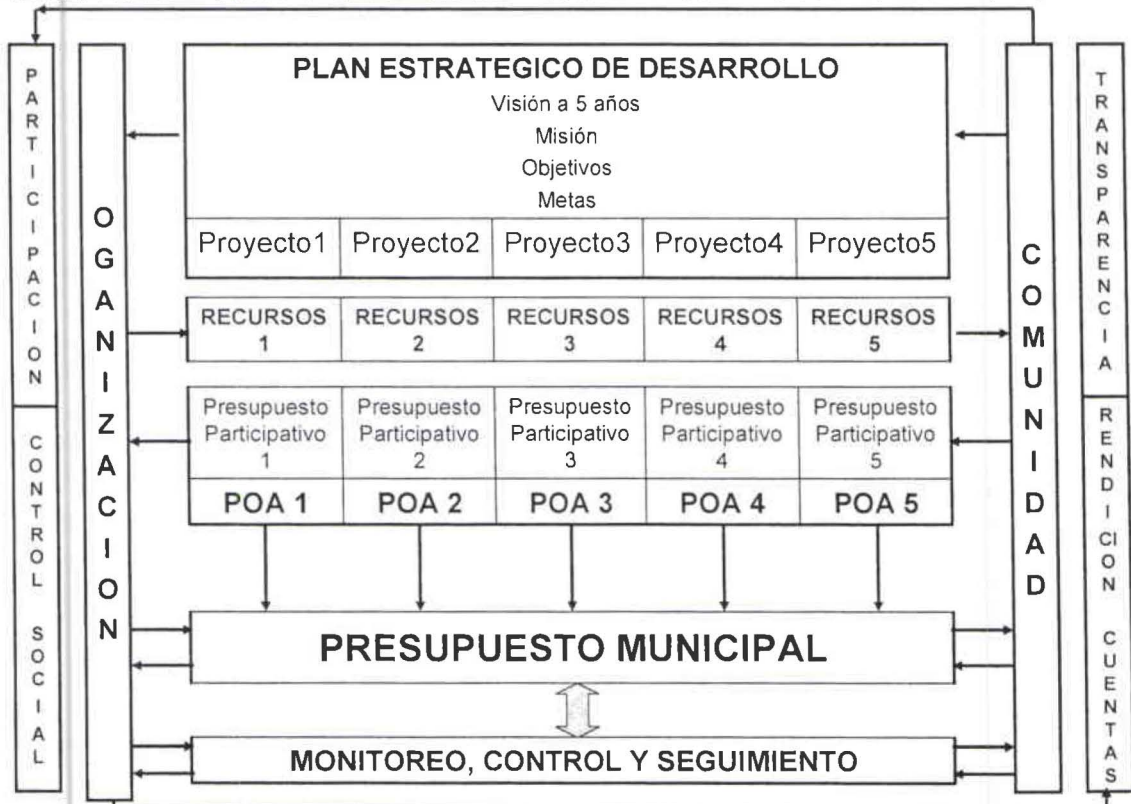 PARTICIPACION
CONTROL SOCIAL
OGANIZACION
PLAN ESTRATEGICO DE DESARROLLO
Visión a 5 años
Misión
Objetivos
Metas
Proyecto1 Proyecto2 Proyecto3 Proyecto4 Proyecto5
RECURSOS RECURSOS RECURSOS RECURSOS RECURSOS
1 2 3 4 5
Presupuesto Presupuesto Presupuesto Presupuesto Presupuesto
Participativo Participativo Participativo Participativo Participativo
1 2 3 4 5
POA 1 POA 2 POA 3 POA 4 POA 5
PRESUPUESTO MUNICIPAL
MONITOREO, CONTROL Y SEGUIMIENTO
COMUNIDAD
TRANSPARENCIA
RENDICION CUENTAS